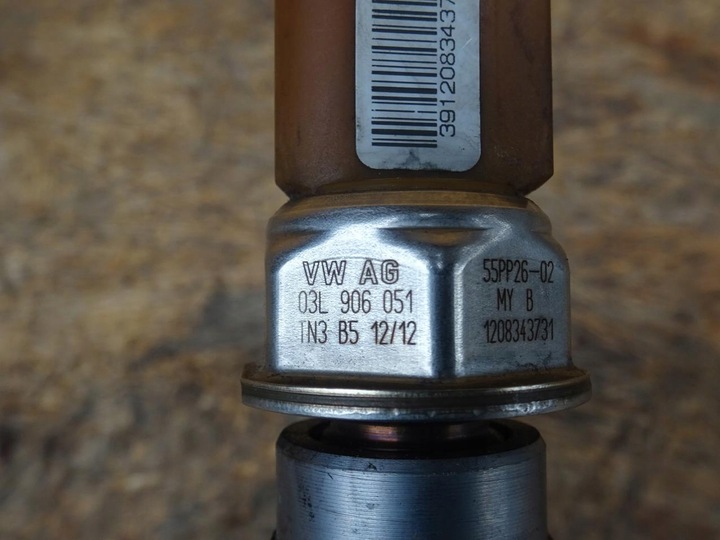 3912083437
VW AG
03L 906 051
TN3 B5 12/12
55PP26-02
MY B
1208343731